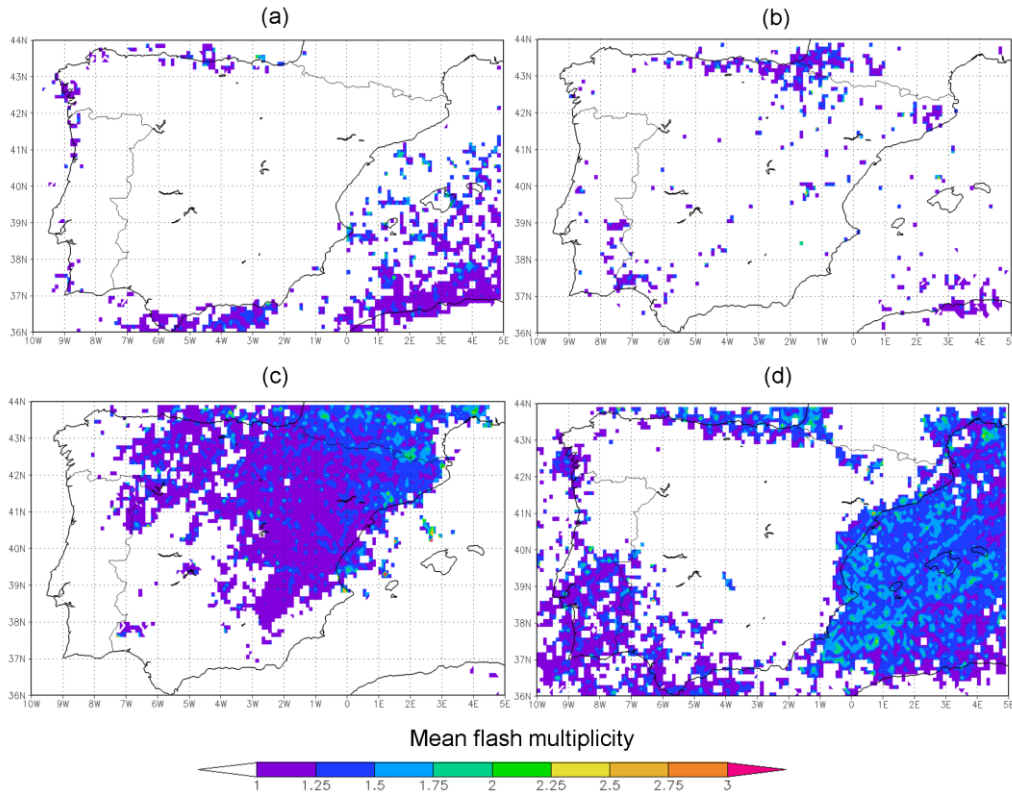 (a) (b)
44N 43N 42N 41N 40N 39N 38N 37N 36N
10W 9W 8W 7W 6W 5W 4W 3W 2W 1W 0 1E 2E 3E 4E 5E
44N 43N 42N 41N 40N 39N 38N 37N 36N
10W 9W 8W 7W 6W 5W 4W 3W 2W 1W 0 1E 2E 3E 4E 5E
(c) (d)
44N 43N 42N 41N 40N 39N 38N 37N 36N
10W 9W 8W 7W 6W 5W 4W 3W 2W 1W 0 1E 2E 3E 4E 5E
44N 43N 42N 41N 40N 39N 38N 37N 36N
10W 9W 8W 7W 6W 5W 4W 3W 2W 1W 0 1E 2E 3E 4E 5E
Mean flash multiplicity
1 1.25 1.5 1.75 2 2.25 2.5 2.75 3